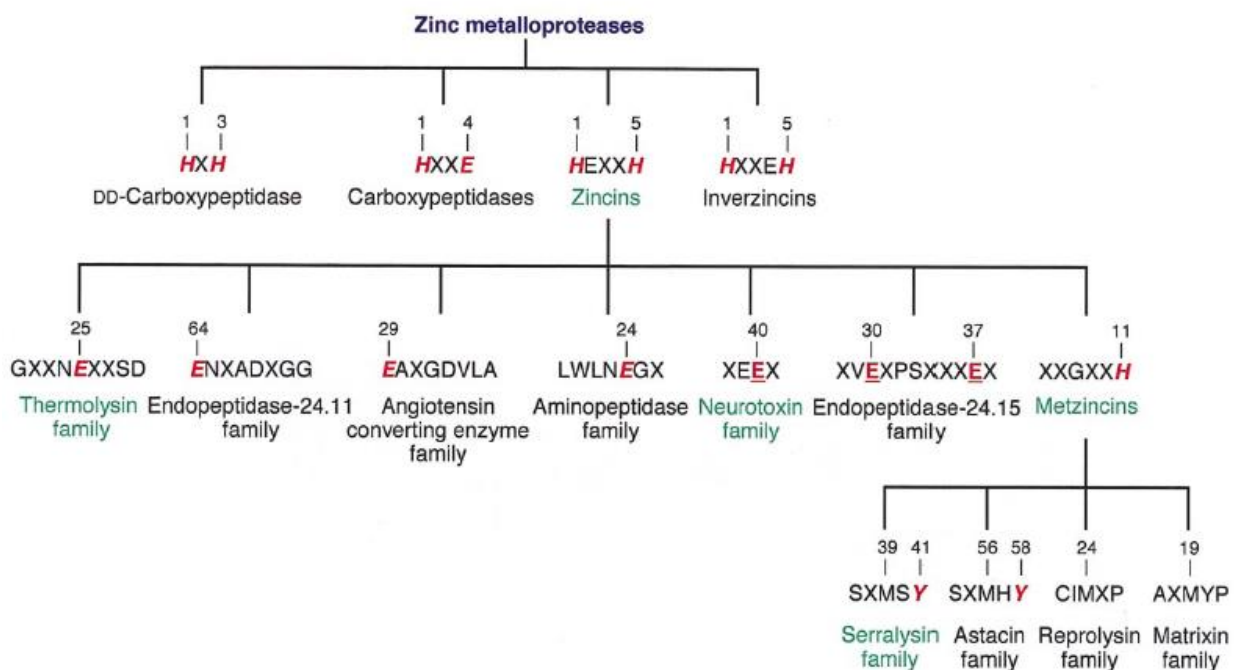 Zinc metalloproteases
1 3 1 4 1 5 1 5
HXH HXXE HEXXH HXXEH
DD-Carboxypeptidase Carboxypeptidases Zincins Inverzincins
25 64 29 24 40 30 37 11
GXXNEXXSD ENXADXGG EAXGDVLA LWLNEGX XEEX XVEXPSXXXEX XXGXXH
Thermolysin Endopeptidase-24.11 Angiotensin Aminopeptidase Neurotoxin Endopeptidase-24.15 Metzincins
family family converting enzyme family family family
family
39 41 56 58 24 19
SXMSY SXMHY CIMXP AXMYP
Serralysin Astacin Reprolysin Matrixin
family family family family